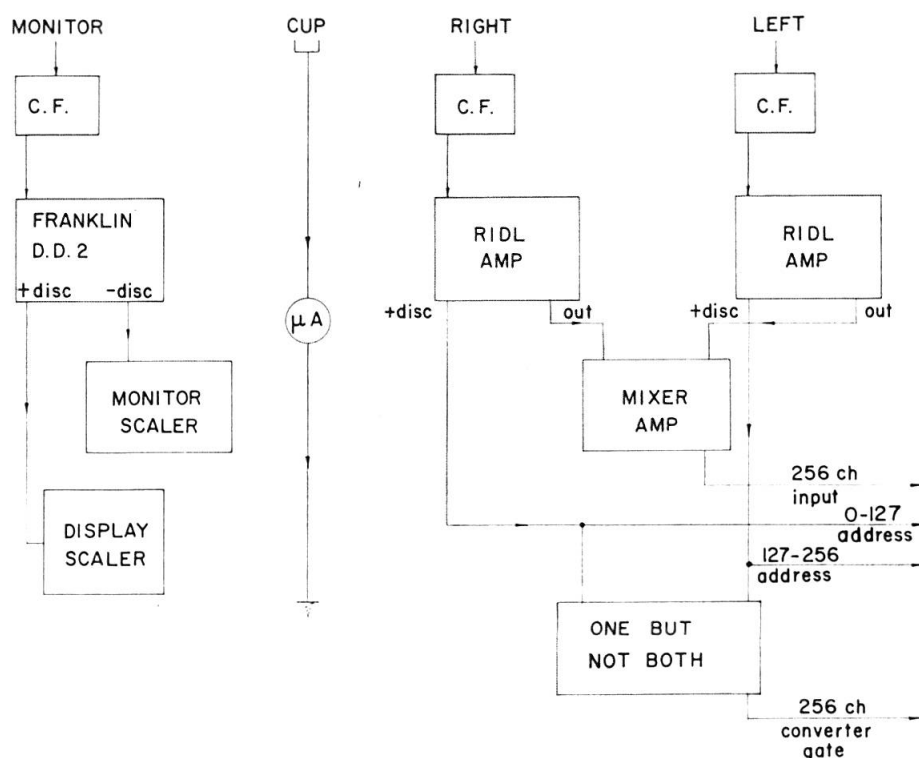 MONITOR
CUP
RIGHT
LEFT
C. F.
C. F.
C. F.
FRANKLIN
D.D. 2
+disc
-disc
RIDL
AMP
RIDL
AMP
+disc
out
+disc
out
μA
MONITOR
SCALER
MIXER
AMP
256 ch
input
DISPLAY
SCALER
0-127
address
127-256
address
ONE BUT
NOT BOTH
256 ch
converter
gate